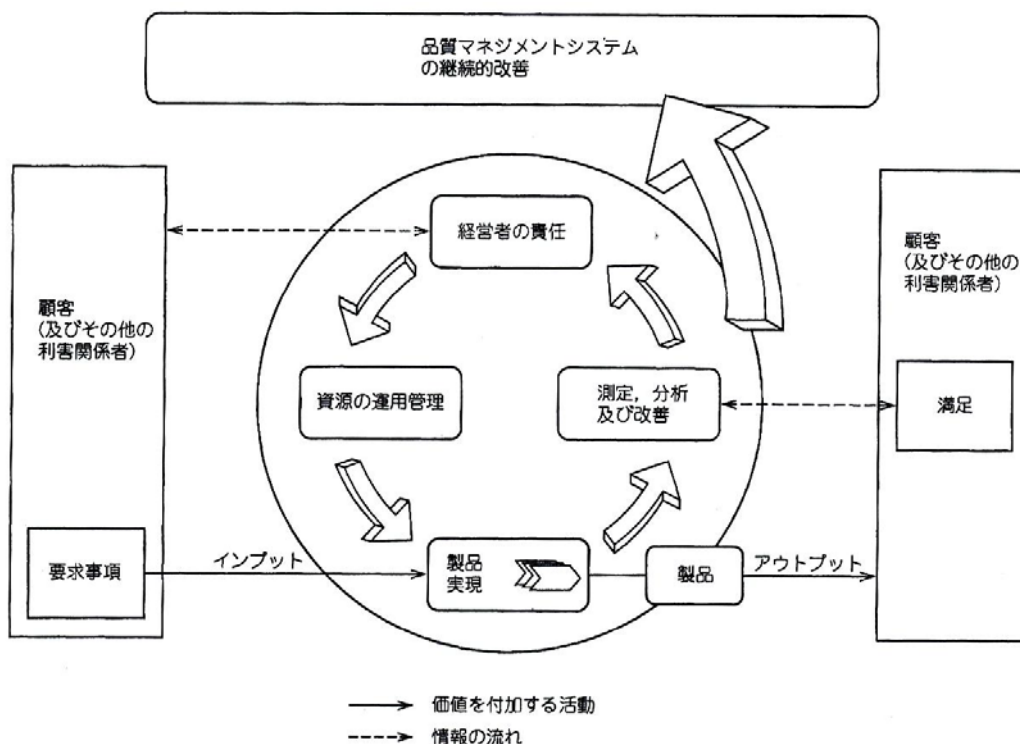 品質マネジメントシステム
の継続的改善
顧客
(及びその他の
利害関係者)
要求事項
経営者の責任
資源の運用管理
測定，分析
及び改善
インプット
製品
実現
製品
アウトプット
顧客
(及びその他の
利害関係者)
満足
価値を付加する活動
情報の流れ